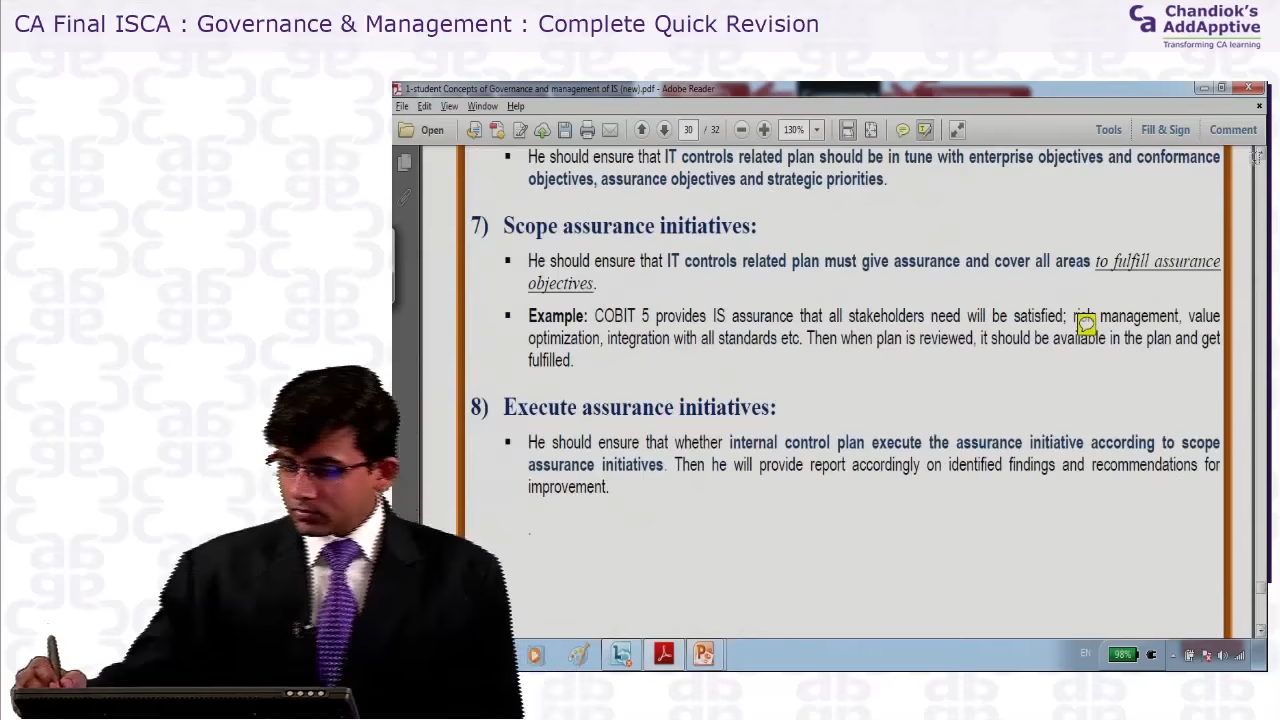 CA Final ISCA : Governance & Management : Complete Quick Revision
Chandiok's
AddApptive
Transforming CA learning
1-student Concepts of Governance and management of IS (new).pdf - Adobe Reader
File Edit View Window Help
Open 30 / 32 130% Tools Fill & Sign Comment
▪ He should ensure that IT controls related plan should be in tune with enterprise objectives and conformance
objectives, assurance objectives and strategic priorities.
7) Scope assurance initiatives:
▪ He should ensure that IT controls related plan must give assurance and cover all areas to fulfill assurance
objectives.
▪ Example: COBIT 5 provides IS assurance that all stakeholders need will be satisfied; risk management, value
optimization, integration with all standards etc. Then when plan is reviewed, it should be available in the plan and get
fulfilled.
8) Execute assurance initiatives:
▪ He should ensure that whether internal control plan execute the assurance initiative according to scope
assurance initiatives. Then he will provide report accordingly on identified findings and recommendations for
improvement.
EN 98%